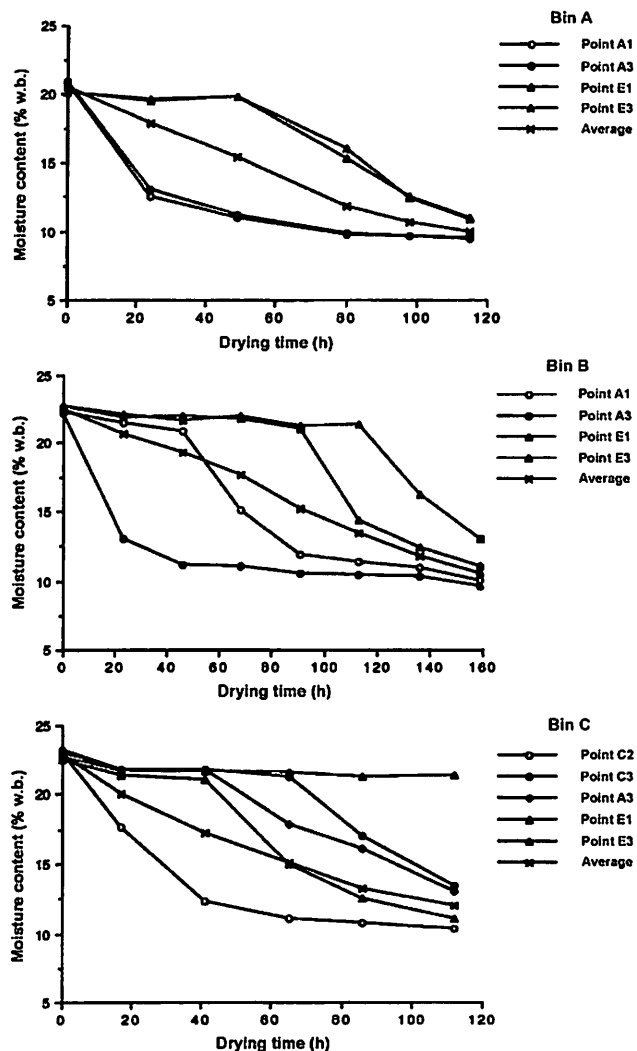 Bin A
Point A1
Point A3
Point E1
Point E3
Average
Moisture content (% w.b.)
25
20
15
10
5
0 20 40 60 80 100 120
Drying time (h)
Bin B
Point A1
Point A3
Point E1
Point E3
Average
Moisture content (% w.b.)
25
20
15
10
5
0 20 40 60 80 100 120 140 160
Drying time (h)
Bin C
Point C2
Point C3
Point A3
Point E1
Point E3
Average
Moisture content (% w.b.)
25
20
15
10
5
0 20 40 60 80 100 120
Drying time (h)